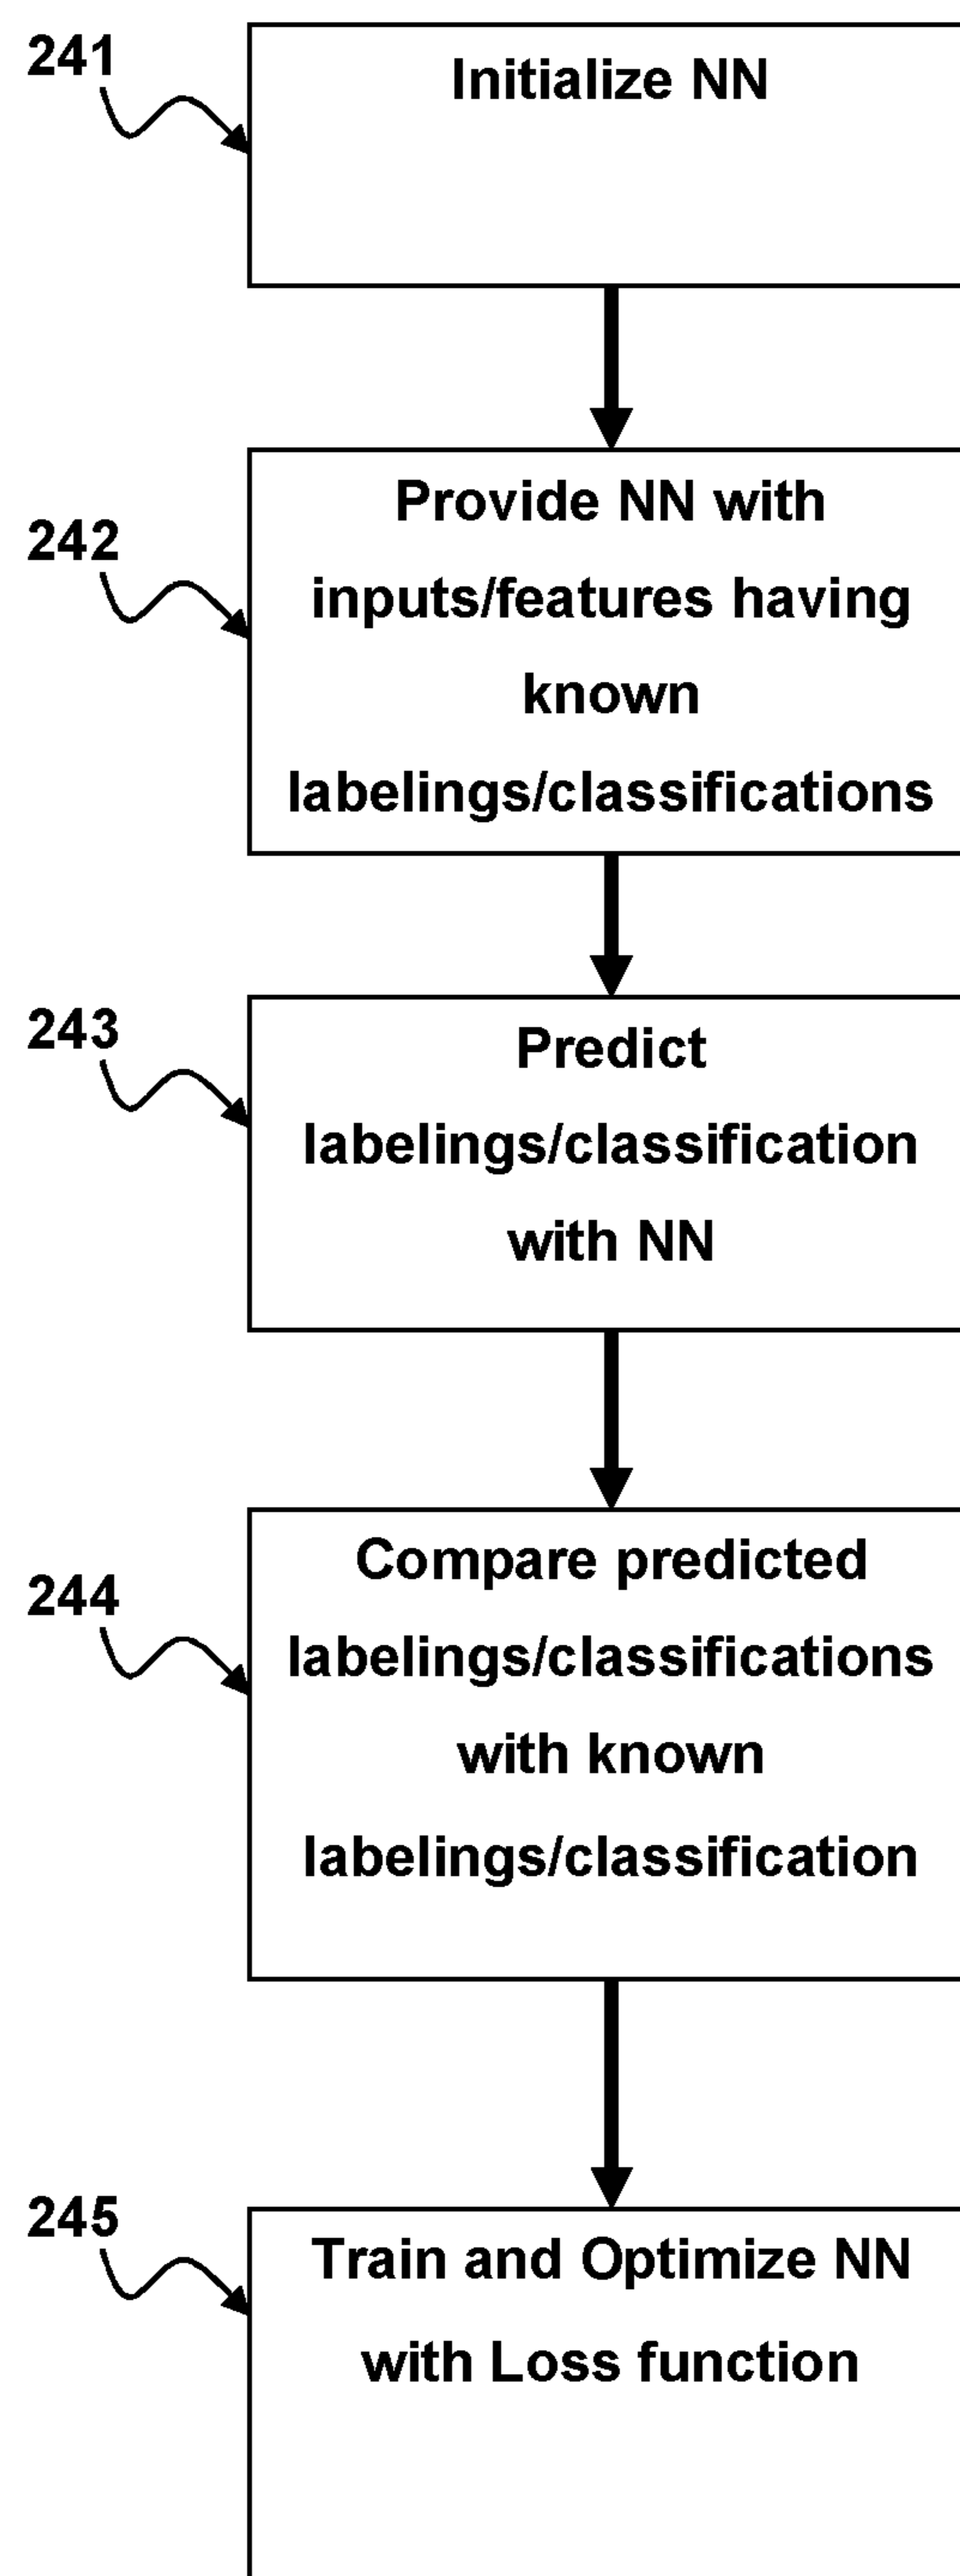 241
Initialize NN
242
Provide NN with
inputs/features having
known
labelings/classifications
243
Predict
labelings/classification
with NN
244
Compare predicted
labelings/classifications
with known
labelings/classification
245
Train and Optimize NN
with Loss function